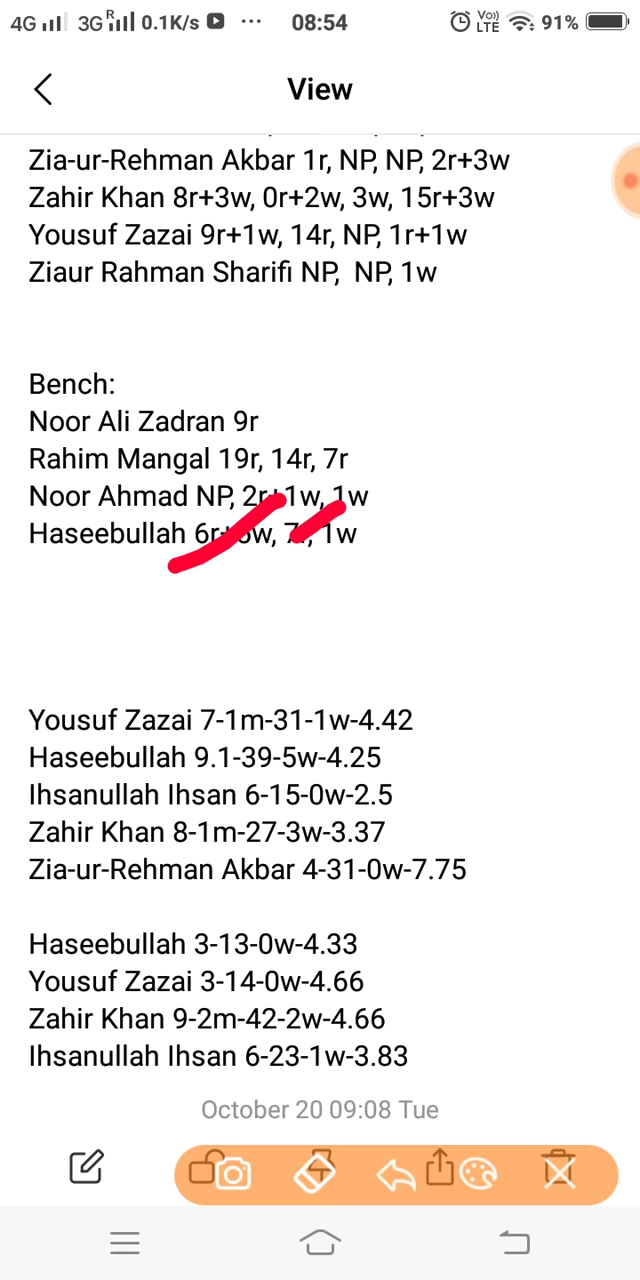 4G 3G R 0.1K/s ... 08:54 Vo)) LTE 91%
View
Zia-ur-Rehman Akbar 1r, NP, NP, 2r+3w
Zahir Khan 8r+3w, 0r+2w, 3w, 15r+3w
Yousuf Zazai 9r+1w, 14r, NP, 1r+1w
Ziaur Rahman Sharifi NP, NP, 1w
Bench:
Noor Ali Zadran 9r
Rahim Mangal 19r, 14r, 7r
Noor Ahmad NP, 2r+1w, 1w
Haseebullah 1w
Yousuf Zazai 7-1m-31-1w-4.42
Haseebullah 9.1-39-5w-4.25
Ihsanullah Ihsan 6-15-0w-2.5
Zahir Khan 8-1m-27-3w-3.37
Zia-ur-Rehman Akbar 4-31-0w-7.75
Haseebullah 3-13-0w-4.33
Yousuf Zazai 3-14-0w-4.66
Zahir Khan 9-2m-42-2w-4.66
Ihsanullah Ihsan 6-23-1w-3.83
October 20 09:08 Tue